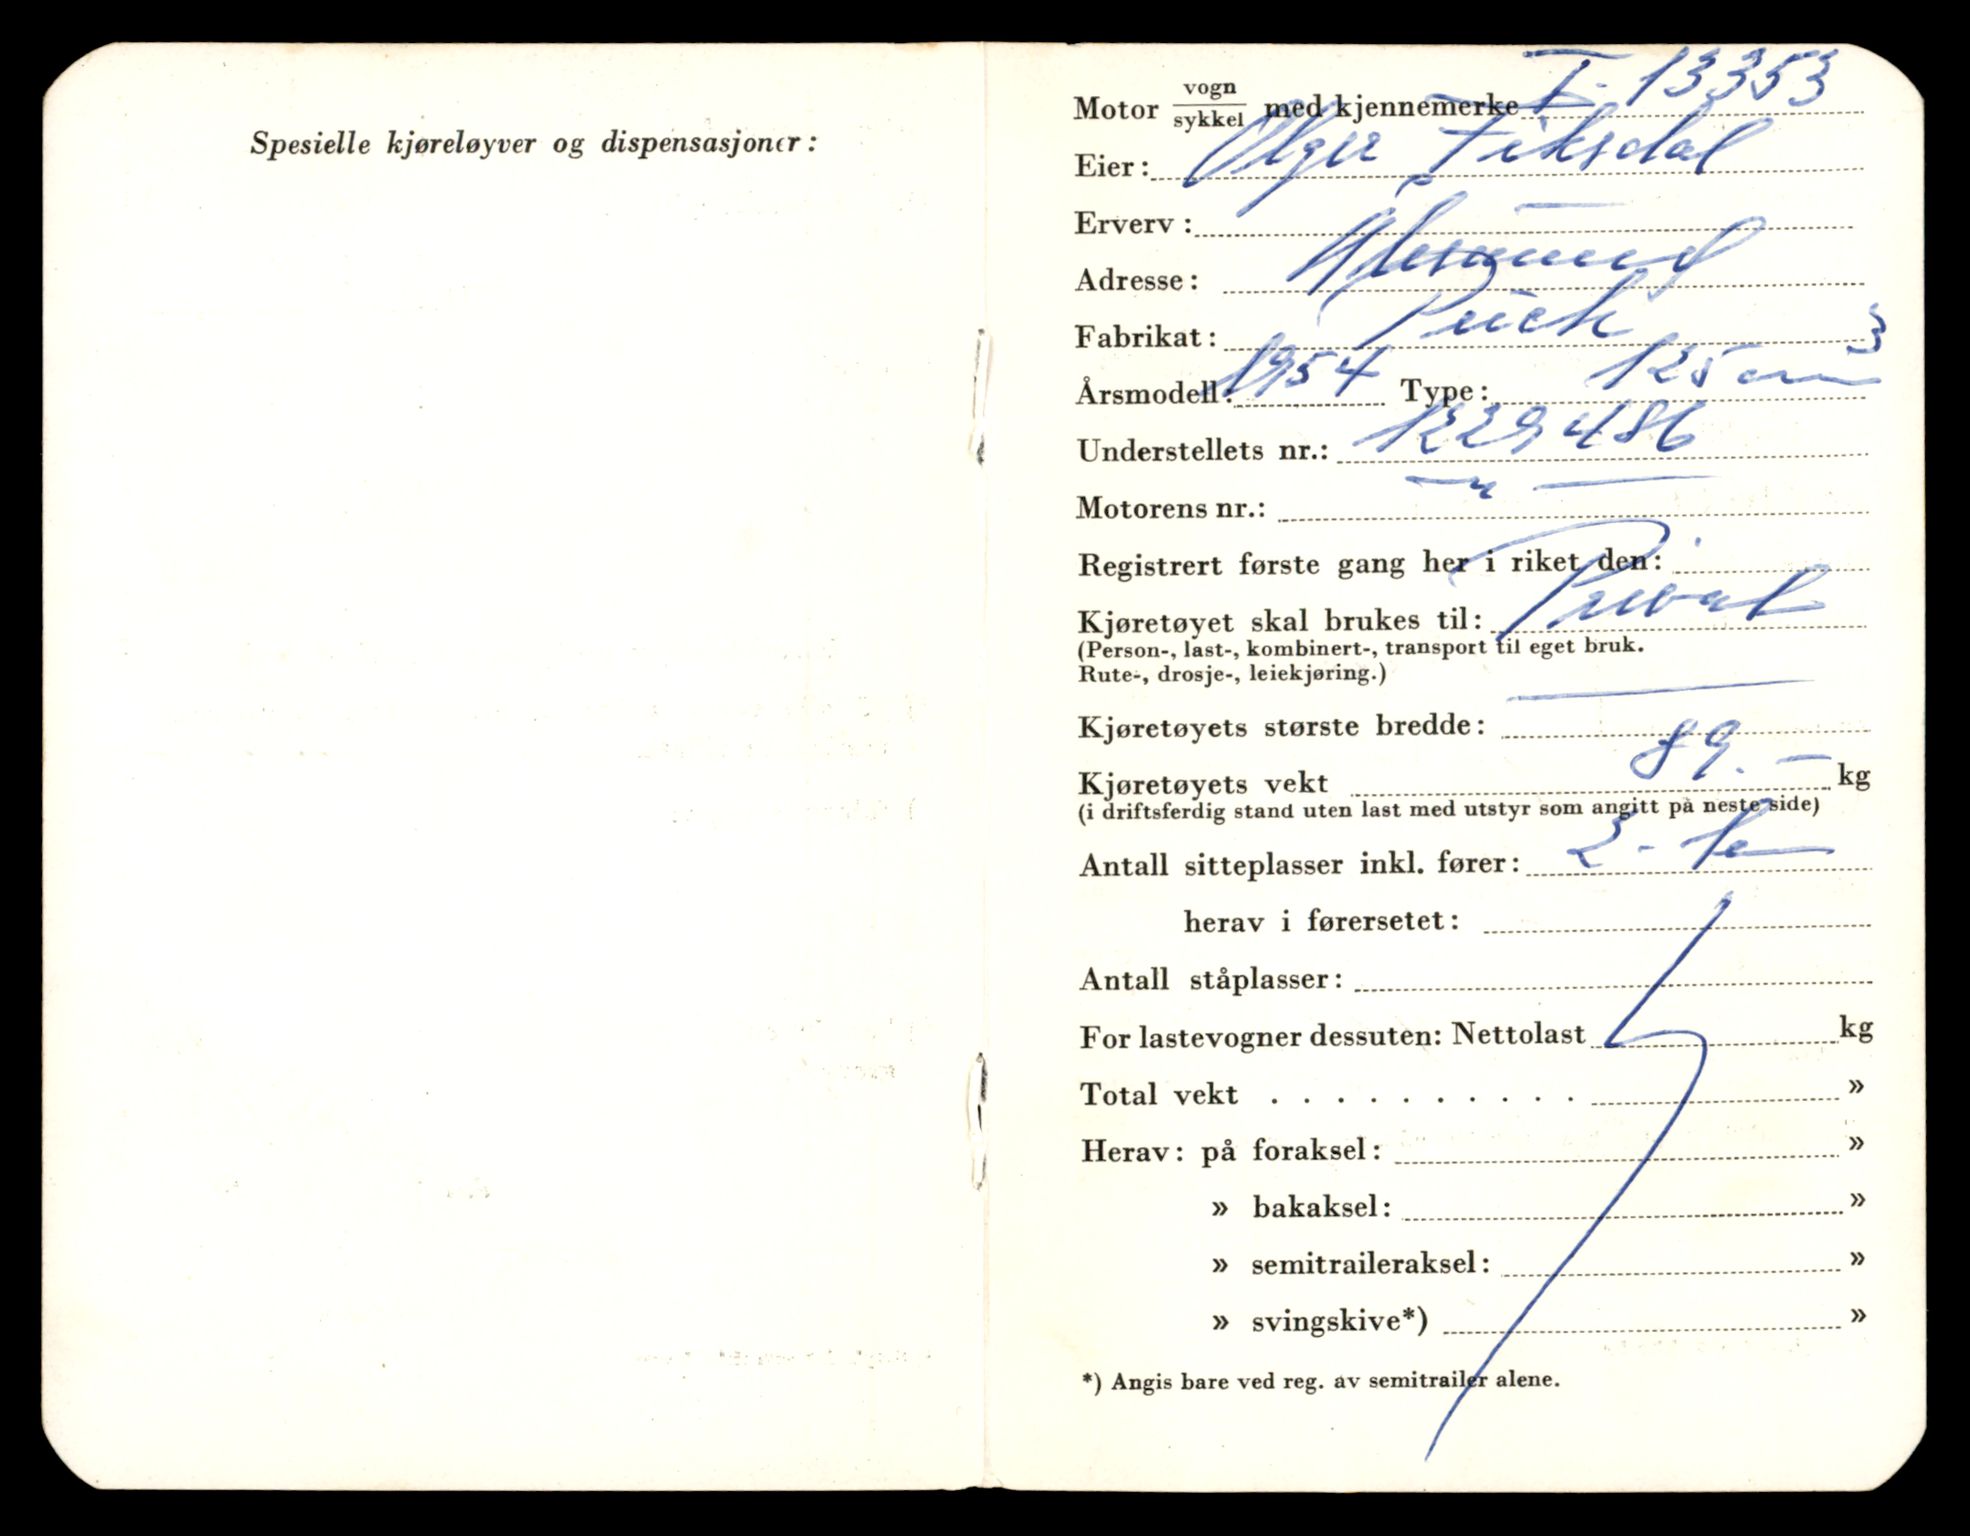 Spesielle kjøreløyver og dispensasjoner:
Motor vogn/sykkel med kjennemerke T-13353
Eier: Olger Fiksdal
Erverv: —
Adresse: Ålesund
Fabrikat: Puch
Årsmodell: 1954 Type: 125 cm3
Understellets nr.: 1229486
Motorens nr.: — " —
Registrert første gang her i riket den:
Kjøretøyet skal brukes til: Privat
(Person-, last-, kombinert-, transport til eget bruk.
Rute-, drosje-, leiekjøring.)
Kjøretøyets største bredde: —
Kjøretøyets vekt 89.- kg
(i driftsferdig stand uten last med utstyr som angitt på neste side)
Antall sitteplasser inkl. fører: 2 - to
herav i førersetet:
Antall ståplasser:
For lastevogner dessuten: Nettolast kg
Total vekt . . . . . . . . . . »
Herav: på foraksel: »
» bakaksel: »
» semitraileraksel: »
» svingskive*) »
*) Angis bare ved reg. av semitrailer alene.